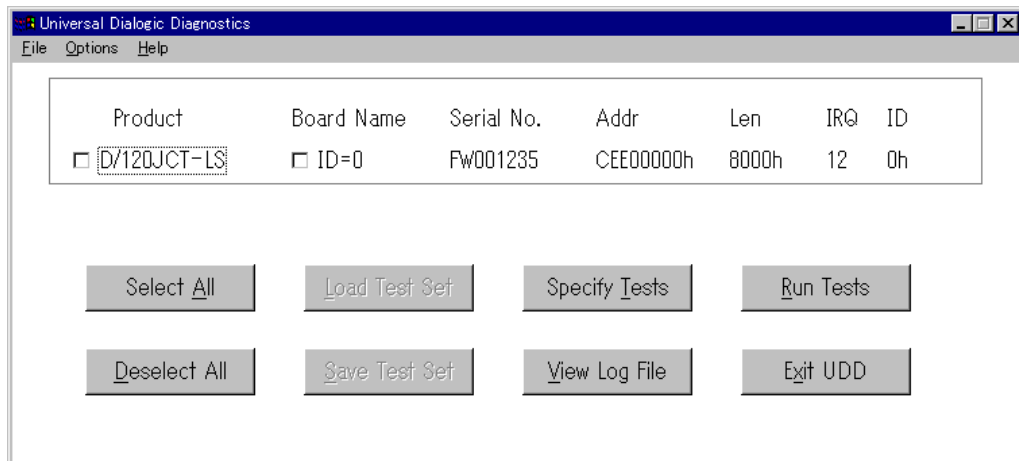 Universal Dialogic Diagnostics
File Options Help
Product Board Name Serial No. Addr Len IRQ ID
D/120JCT-LS ID=0 FW001235 CEE00000h 8000h 12 0h
Select All Load Test Set Specify Tests Run Tests
Deselect All Save Test Set View Log File Exit UDD